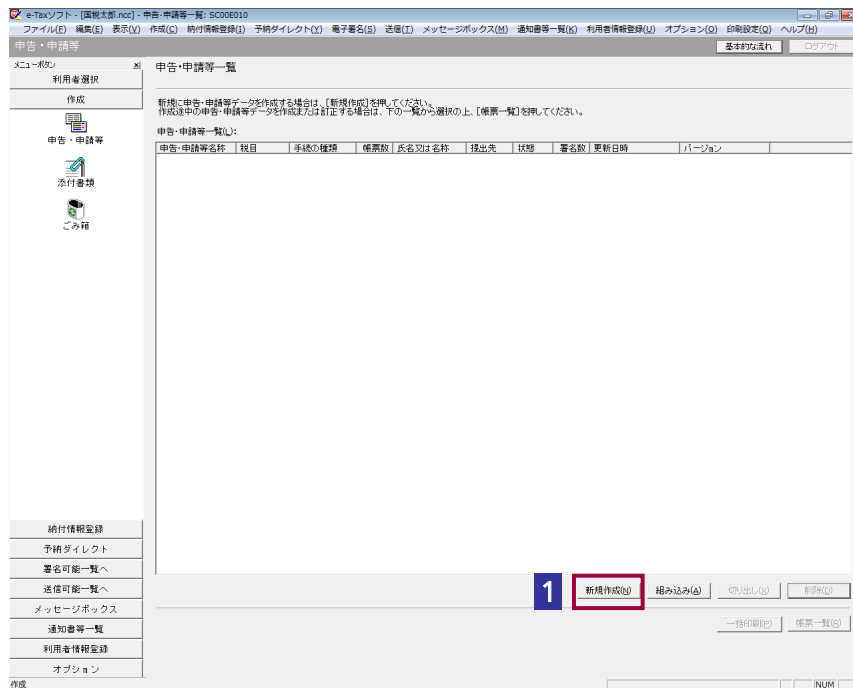 e-Taxソフト - [国税太郎.ncc] - 申告・申請等一覧: SC00E010
ファイル(F) 編集(E) 表示(V) 作成(C) 納付情報登録(I) 予納ダイレクト(Y) 電子署名(S) 送信(T) メッセージボックス(M) 通知書等一覧(K) 利用者情報登録(U) オプション(O) 印刷設定(Q) ヘルプ(H)
申告・申請等 基本的な流れ ログアウト
メニューボタン x
利用者選択
作成
申告・申請等
添付書類
ごみ箱
申告・申請等一覧
新規に申告・申請等データを作成する場合は、[新規作成]を押してください。
作成途中の申告・申請等データを作成または訂正する場合は、下の一覧から選択の上、[帳票一覧]を押してください。
申告・申請等一覧(L):
申告・申請等名称 税目 手続の種類 帳票数 氏名又は名称 提出先 状態 署名数 更新日時 バージョン
納付情報登録
予納ダイレクト
署名可能一覧へ
送信可能一覧へ
メッセージボックス
通知書等一覧
利用者情報登録
オプション
1 新規作成(N) 組み込み(A) 切り出し(X) 削除(D)
一括印刷(P) 帳票一覧(R)
作成 NUM